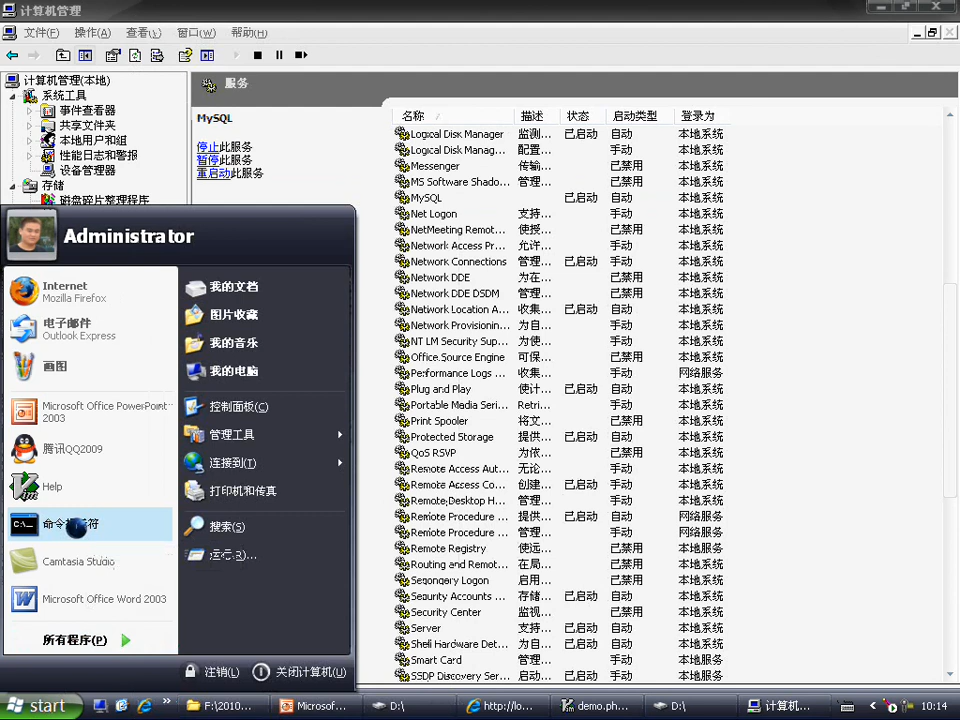 计算机管理
文件(F) 操作(A) 查看(V) 窗口(W) 帮助(H)
计算机管理(本地)
系统工具
事件查看器
共享文件夹
本地用户和组
性能日志和警报
设备管理器
存储
磁盘碎片整理程序
服务
MySQL
停止此服务
暂停此服务
重启动此服务
名称 描述 状态 启动类型 登录为
Logical Disk Manager 监测... 已启动 自动 本地系统
Logical Disk Manag... 配置... 手动 本地系统
Messenger 传输... 已禁用 本地系统
MS Software Shado... 管理... 已禁用 本地系统
MySQL 已启动 自动 本地系统
Net Logon 支持... 手动 本地系统
NetMeeting Remot... 使授... 已禁用 本地系统
Network Access Pr... 允许... 手动 本地系统
Network Connections 管理... 已启动 手动 本地系统
Network DDE 为在... 已禁用 本地系统
Network DDE DSDM 管理... 已禁用 本地系统
Network Location A... 收集... 已启动 手动 本地系统
Network Provisionin... 为自... 手动 本地系统
NT LM Security Sup... 为使... 手动 本地系统
Office Source Engine 可保... 已禁用 本地系统
Performance Logs ... 收集... 手动 网络服务
Plug and Play 使计... 已启动 自动 本地系统
Portable Media Seri... Retri... 手动 本地系统
Print Spooler 将文... 已禁用 本地系统
Protected Storage 提供... 已启动 自动 本地系统
QoS RSVP 为依... 已禁用 本地系统
Remote Access Aut... 无论... 手动 本地系统
Remote Access Co... 创建... 已启动 手动 本地系统
Remote Desktop H... 管理... 手动 本地系统
Remote Procedure ... 提供... 已启动 自动 网络服务
Remote Procedure ... 管理... 手动 网络服务
Remote Registry 使远... 已禁用 本地服务
Routing and Remot... 在局... 已禁用 本地系统
Secondary Logon 启用... 已禁用 本地系统
Security Accounts ... 存储... 已启动 自动 本地系统
Security Center 监视... 已禁用 本地系统
Server 支持... 已启动 自动 本地系统
Shell Hardware Det... 为自... 已启动 自动 本地系统
Smart Card 管理... 手动 本地服务
SSDP Discovery Ser... 启动... 已启动 手动 本地服务
Administrator
Internet
Mozilla Firefox
电子邮件
Outlook Express
画图
Microsoft Office PowerPoint 2003
腾讯QQ2009
Help
命令提示符
Camtasia Studio
Microsoft Office Word 2003
所有程序(P)
我的文档
图片收藏
我的音乐
我的电脑
控制面板(C)
管理工具
连接到(T)
打印机和传真
搜索(S)
运行(R)...
注销(L) 关闭计算机(U)
start F:\2010... Microsof... D:\ http://lo... demo.ph... D:\ 计算机... 10:14